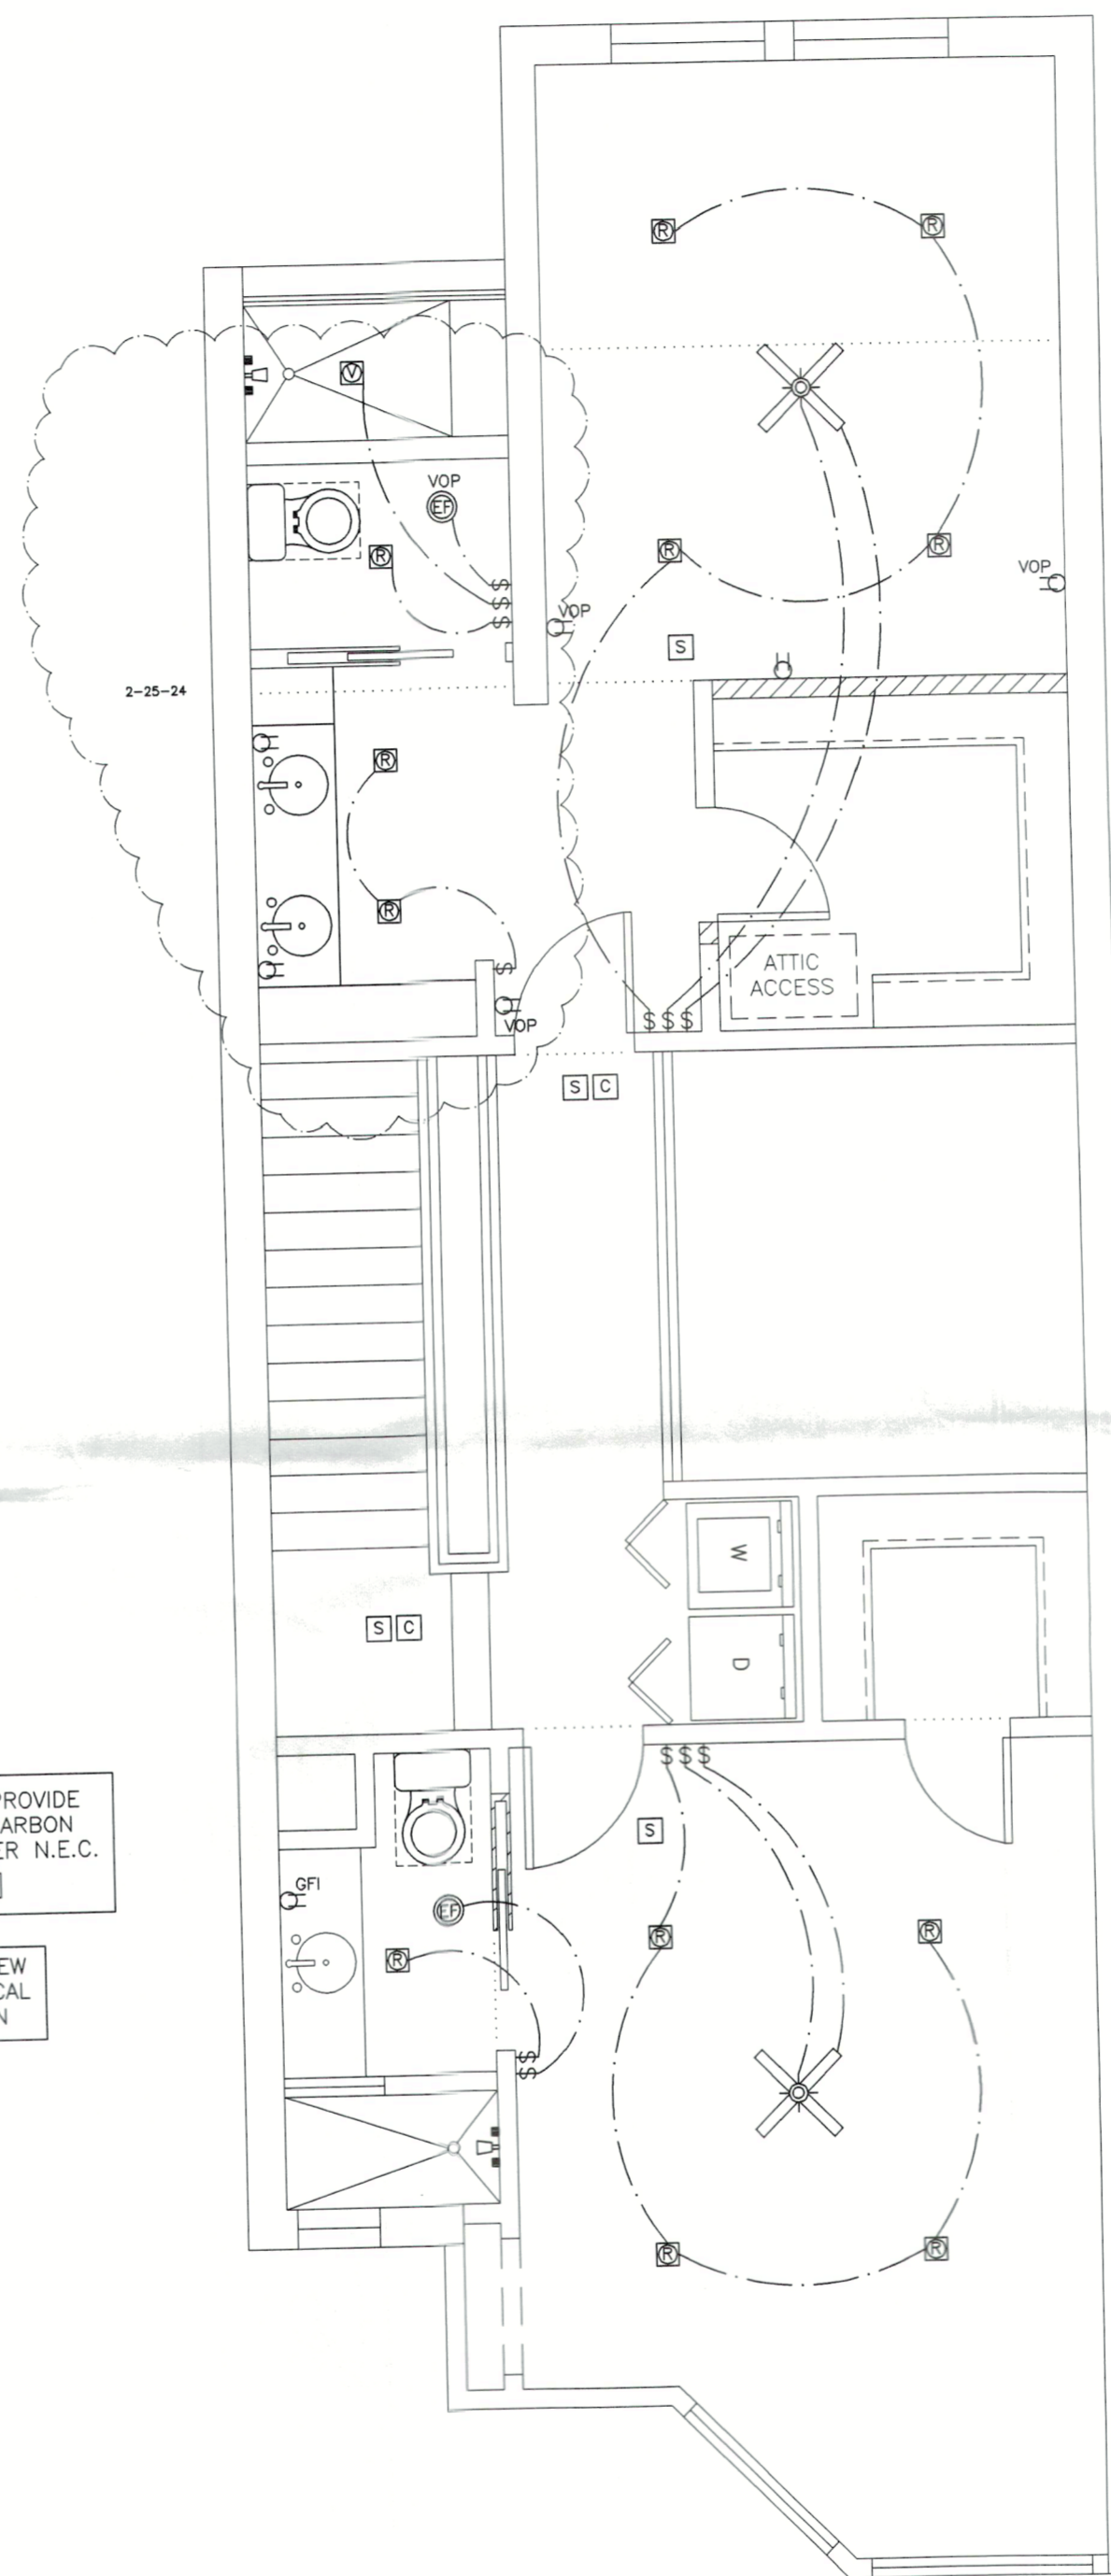 R
R
V
VOP
EF
R
R
R
VOP
$
$
$
VOP
S
2-25-24
R
R
$
ATTIC
ACCESS
VOP
$ $ $
S C
W
S C
D
PROVIDE
ARBON
ER N.E.C.
$ $ $
S
GFI
EF
R
R
R
EW
CAL
N
$
$
R
R